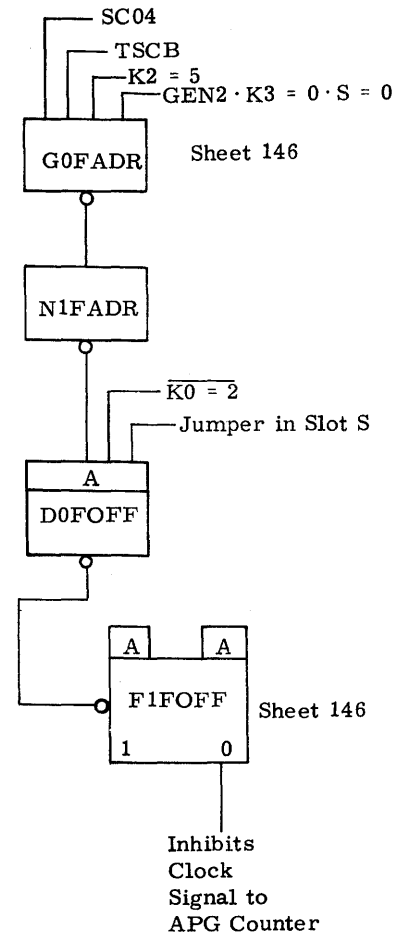 SC04
TSCB
K2 = 5
GEN2 · K3 = 0 · S = 0
G0FADR
Sheet 146
N1FADR
K̅0̅ ̅=̅ ̅2̅
Jumper in Slot S
A
D0FOFF
A
A
F1FOFF
Sheet 146
1
0
Inhibits
Clock
Signal to
APG Counter